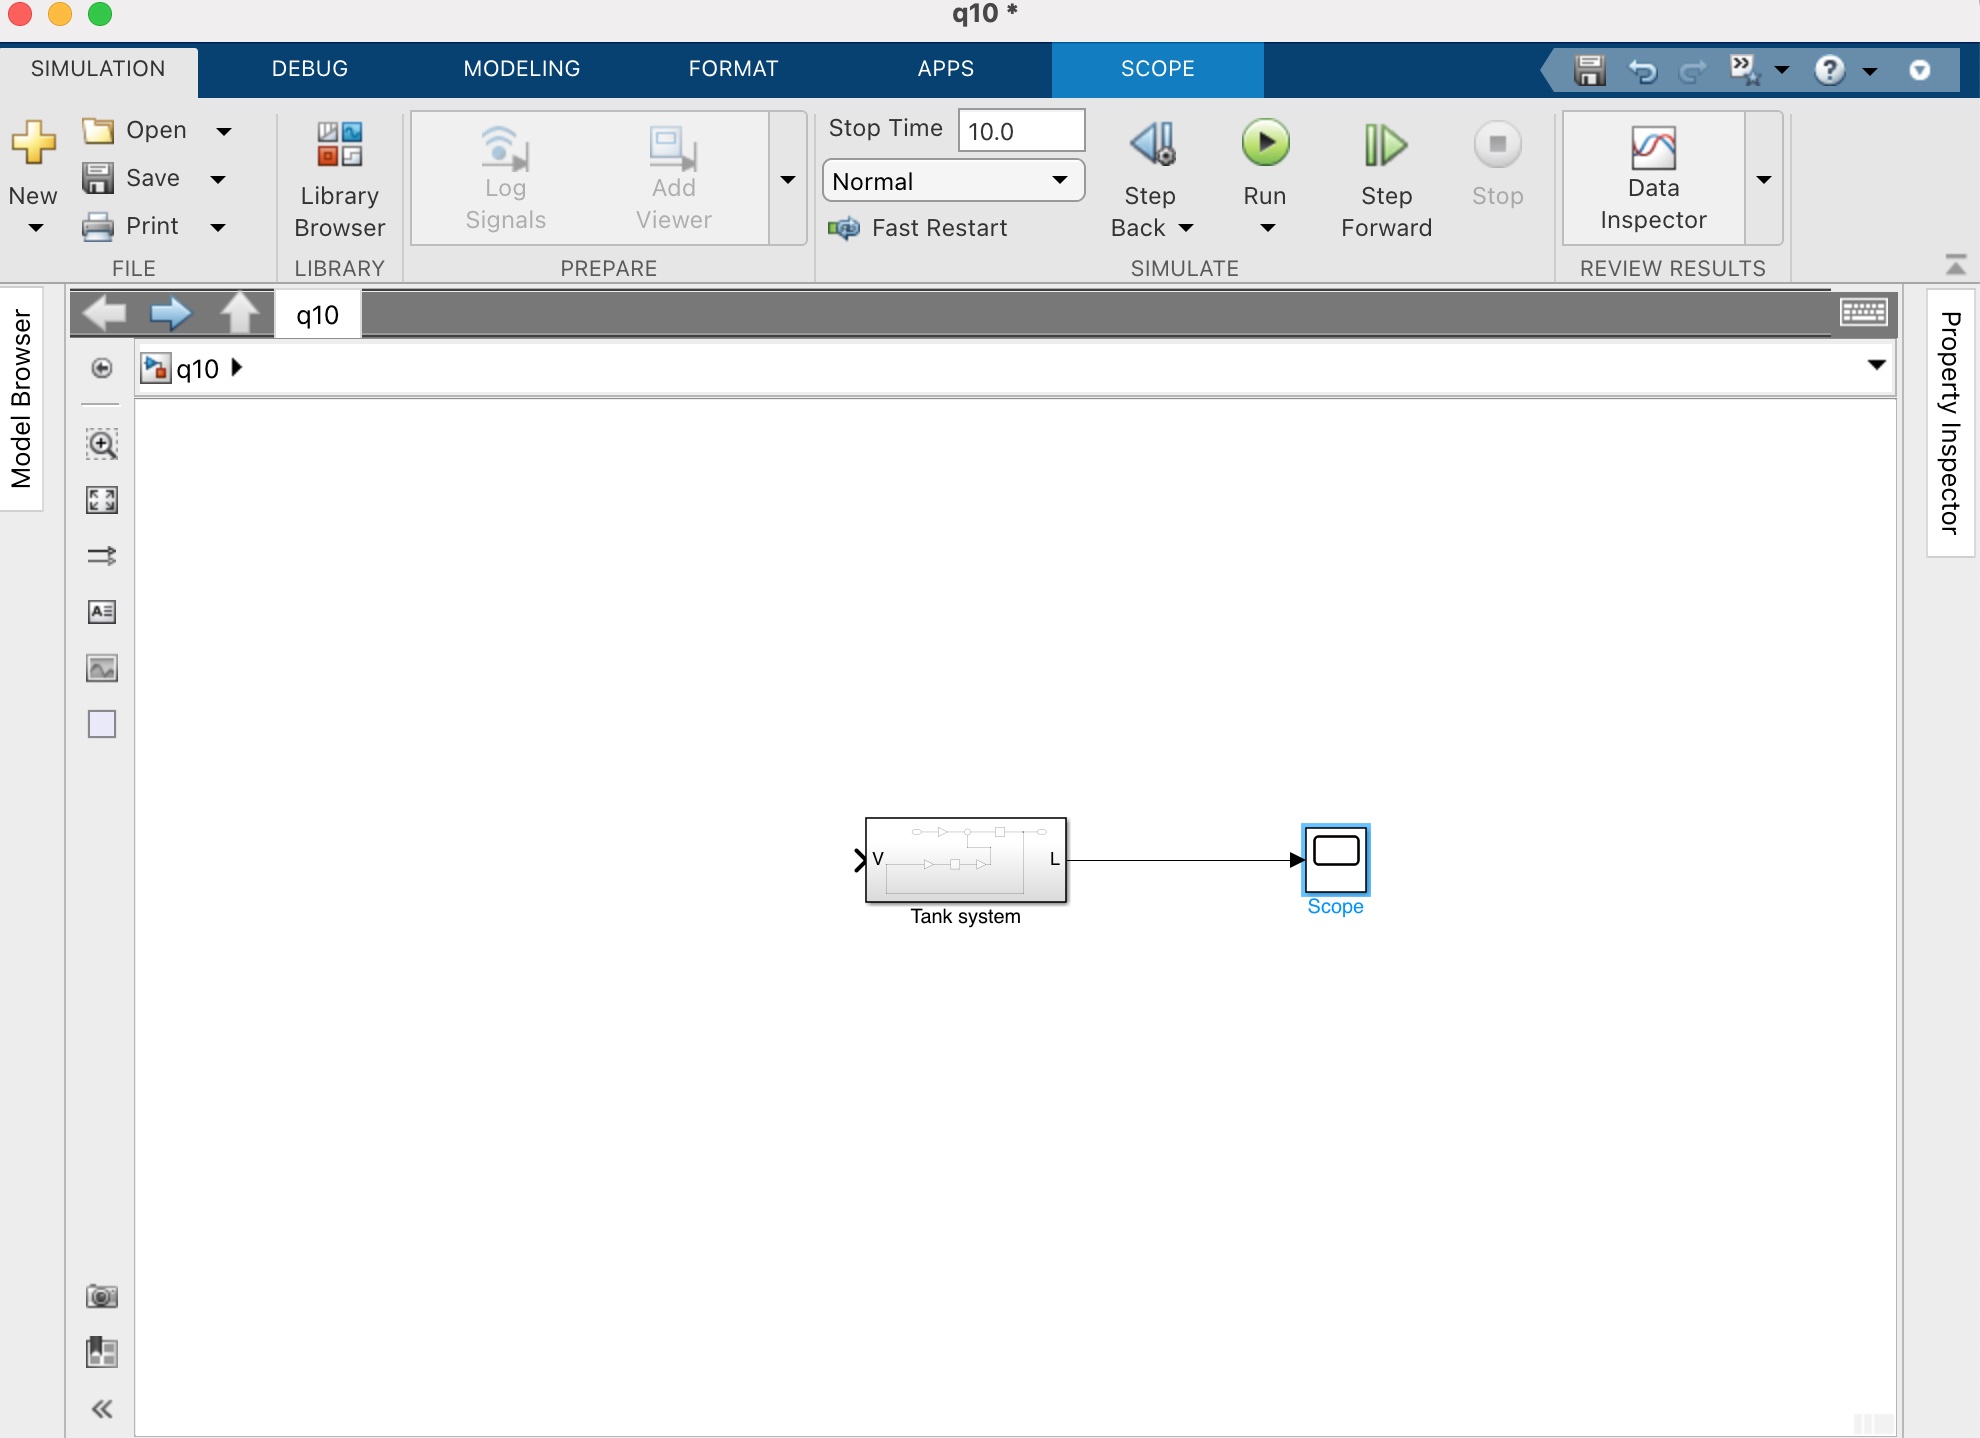 q10 *
SIMULATION DEBUG MODELING FORMAT APPS SCOPE
New
Open
Save
Print
FILE
Library
Browser
LIBRARY
Log
Signals
Add
Viewer
PREPARE
Stop Time 10.0
Normal
Fast Restart
Step
Back
Run
Step
Forward
Stop
SIMULATE
Data
Inspector
REVIEW RESULTS
Model Browser
q10
q10
Property Inspector
V
L
Tank system
Scope